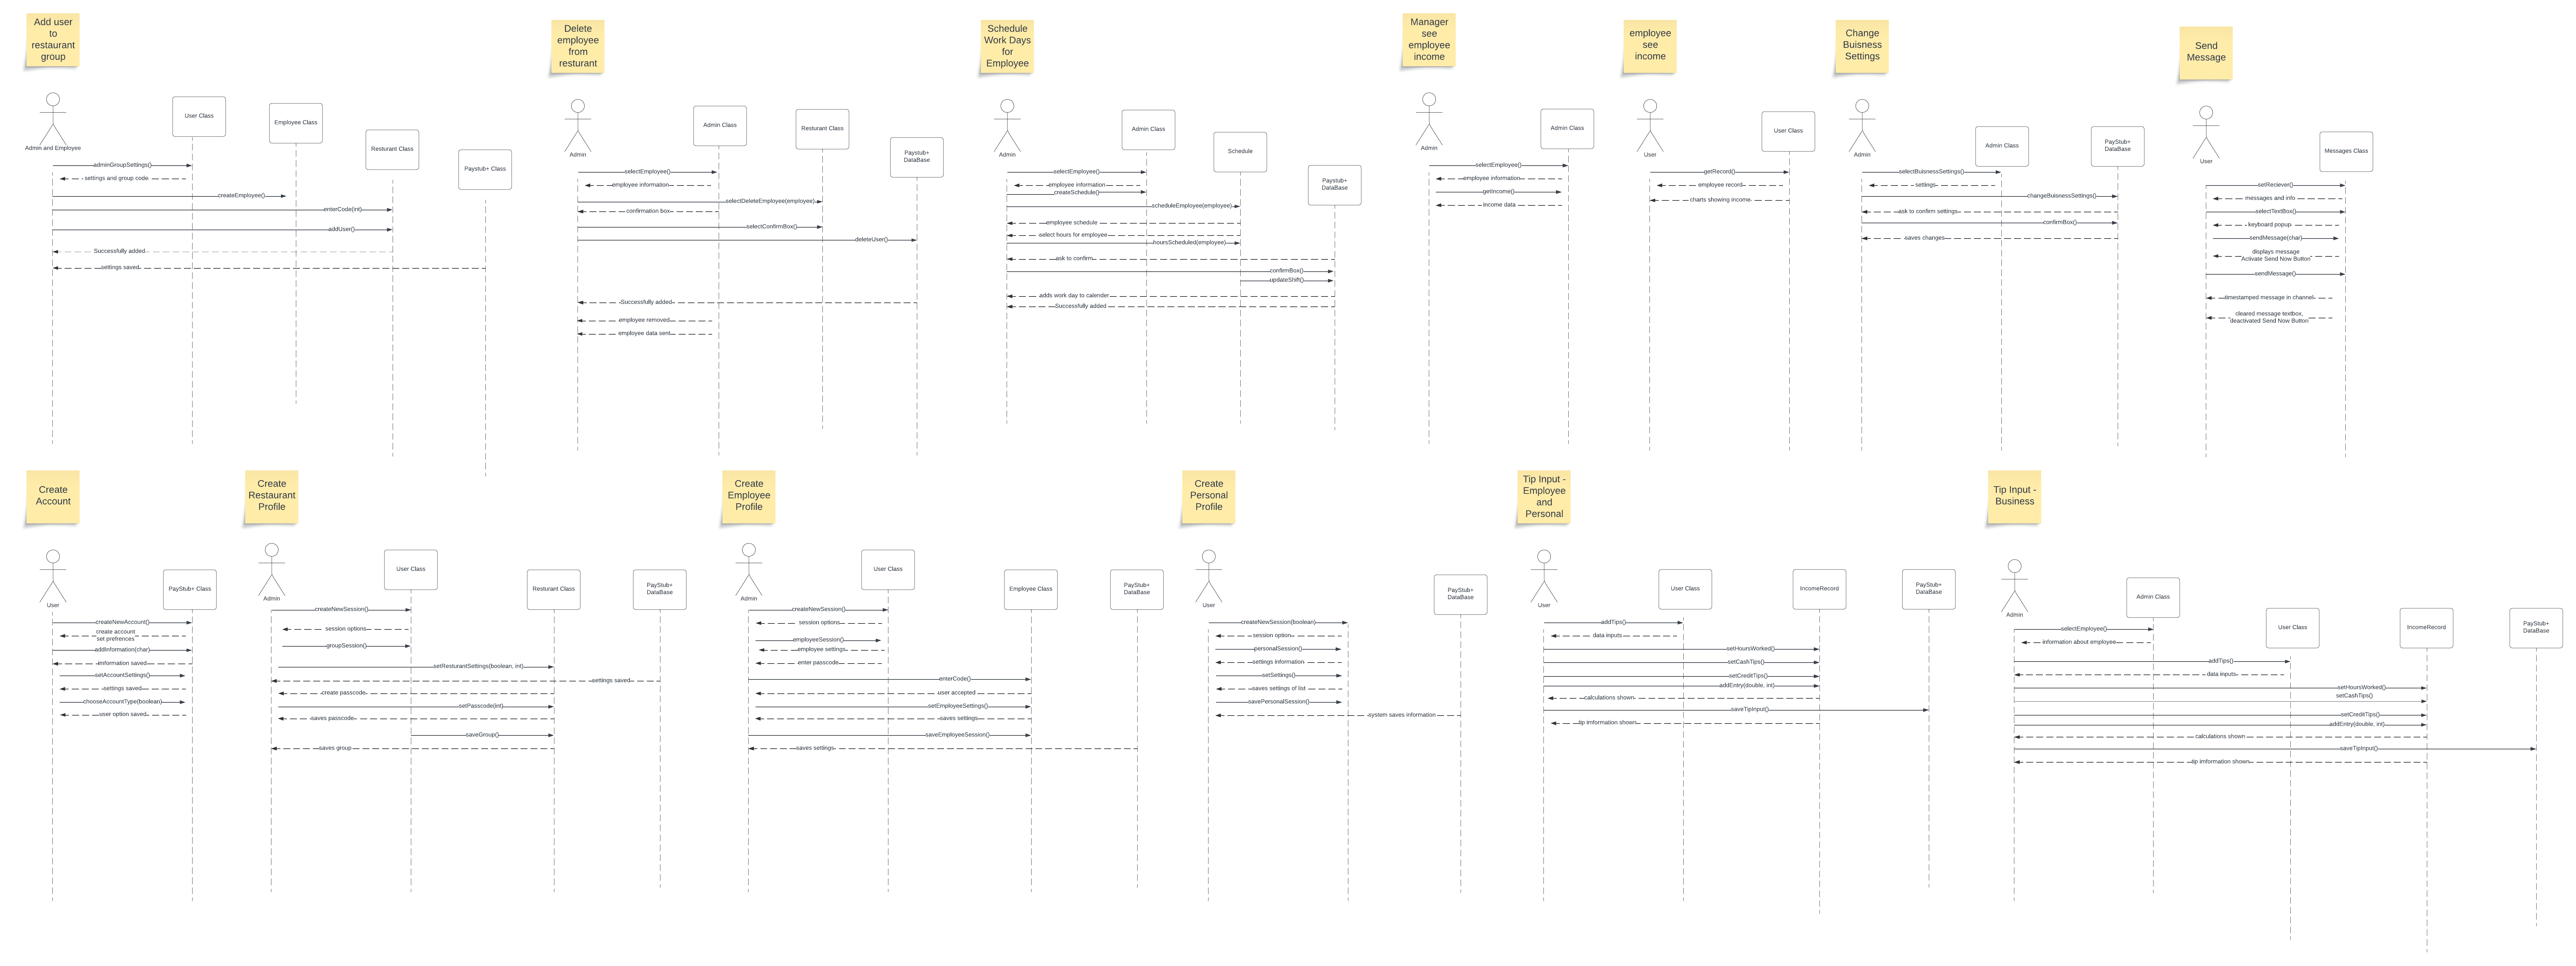 Add user
to
restaurant
group
Admin and Employee
User Class
Employee Class
Resturant Class
Paystub+ Class
adminGroupSettings()
settings and group code
createEmployee()
enterCode(int)
addUser()
Successfully added
settings saved
Delete
employee
from
resturant
Admin
Admin Class
Resturant Class
Paystub+
DataBase
selectEmployee()
employee information
selectDeleteEmployee(employee)
confirmation box
selectConfirmBox()
deleteUser()
Successfully added
employee removed
employee data sent
Schedule
Work Days
for
Employee
Admin
Admin Class
Schedule
Paystub+
DataBase
selectEmployee()
employee information
createSchedule()
scheduleEmployee(employee)
employee schedule
select hours for employee
hoursScheduled(employee)
ask to confirm
confirmBox()
updateShift()
adds work day to calender
Successfully added
Manager
see
employee
income
Admin
Admin Class
selectEmployee()
employee information
getIncome()
Income data
employee
see
income
User
User Class
getRecord()
employee record
charts showing income
Change
Buisness
Settings
Admin
Admin Class
PayStub+
DataBase
selectBuisnessSettings()
settings
changeBuisnessSettings()
ask to confirm settings
confirmBox()
saves changes
Send
Message
User
Messages Class
setReciever()
messages and info
selectTextBox()
keyboard popup
sendMessage(char)
displays message
Activate Send Now Button
sendMessage()
timestamped message in channel
cleared message textbox,
deactivated Send Now Button
Create
Account
User
PayStub+ Class
createNewAccount()
create account
set prefrences
addInformation(char)
imformation saved
setAccountSettings()
settings saved
chooseAccountType(boolean)
user option saved
Create
Restaurant
Profile
Admin
User Class
Resturant Class
PayStub+
DataBase
createNewSession()
session options
groupSession()
setResturantSettings(boolean, int)
settings saved
create passcode
setPasscode(int)
saves passcode
saveGroup()
saves group
Create
Employee
Profile
Admin
User Class
Employee Class
PayStub+
DataBase
createNewSession()
session options
employeeSession()
employee settings
enter passcode
enterCode()
user accepted
setEmployeeSettings()
saves settings
saveEmployeeSession()
saves settings
Create
Personal
Profile
User
PayStub+
DataBase
createNewSession(boolean)
session option
personalSession()
settings information
setSettings()
saves settings of list
savePersonalSession()
system saves information
Tip Input -
Employee
and
Personal
User
User Class
IncomeRecord
PayStub+
DataBase
addTips()
data inputs
setHoursWorked()
setCashTips()
setCreditTips()
addEntry(double, int)
calculations shown
saveTipInput()
tip imformation shown
Tip Input -
Business
Admin
Admin Class
User Class
IncomeRecord
PayStub+
DataBase
selectEmployee()
information about employee
addTips()
data inputs
setHoursWorked()
setCashTips()
setCreditTips()
addEntry(double, int)
calculations shown
saveTipInput()
tip imformation shown